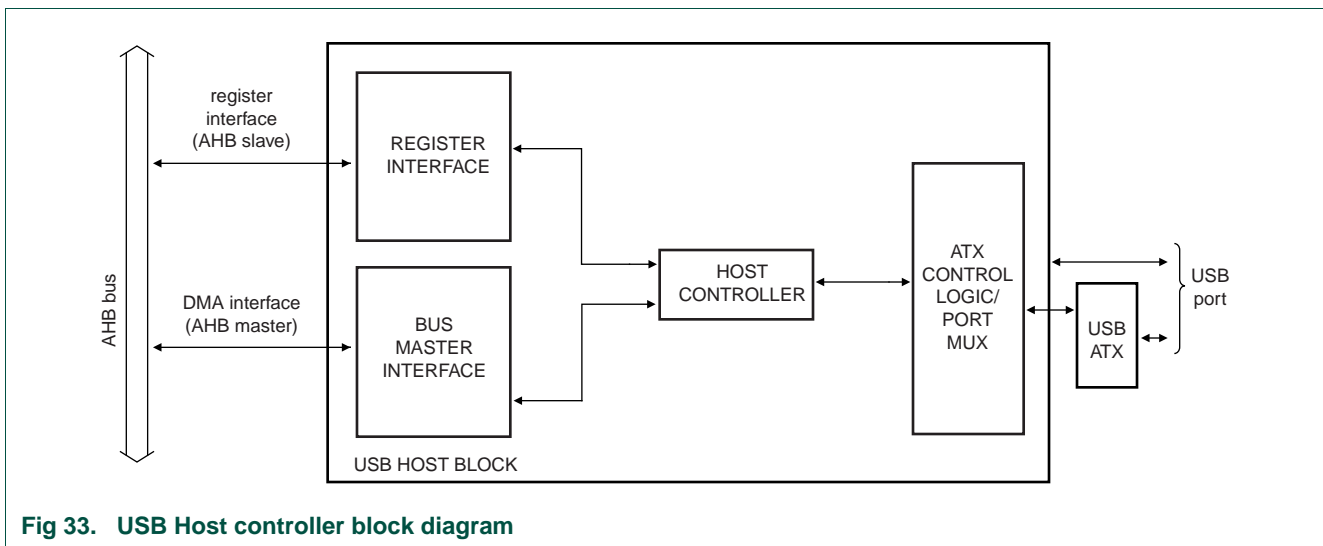 register
interface
(AHB slave)
REGISTER
INTERFACE
AHB bus
DMA interface
(AHB master)
BUS
MASTER
INTERFACE
HOST
CONTROLLER
ATX
CONTROL
LOGIC/
PORT
MUX
USB
ATX
USB
port
USB HOST BLOCK
Fig 33. USB Host controller block diagram